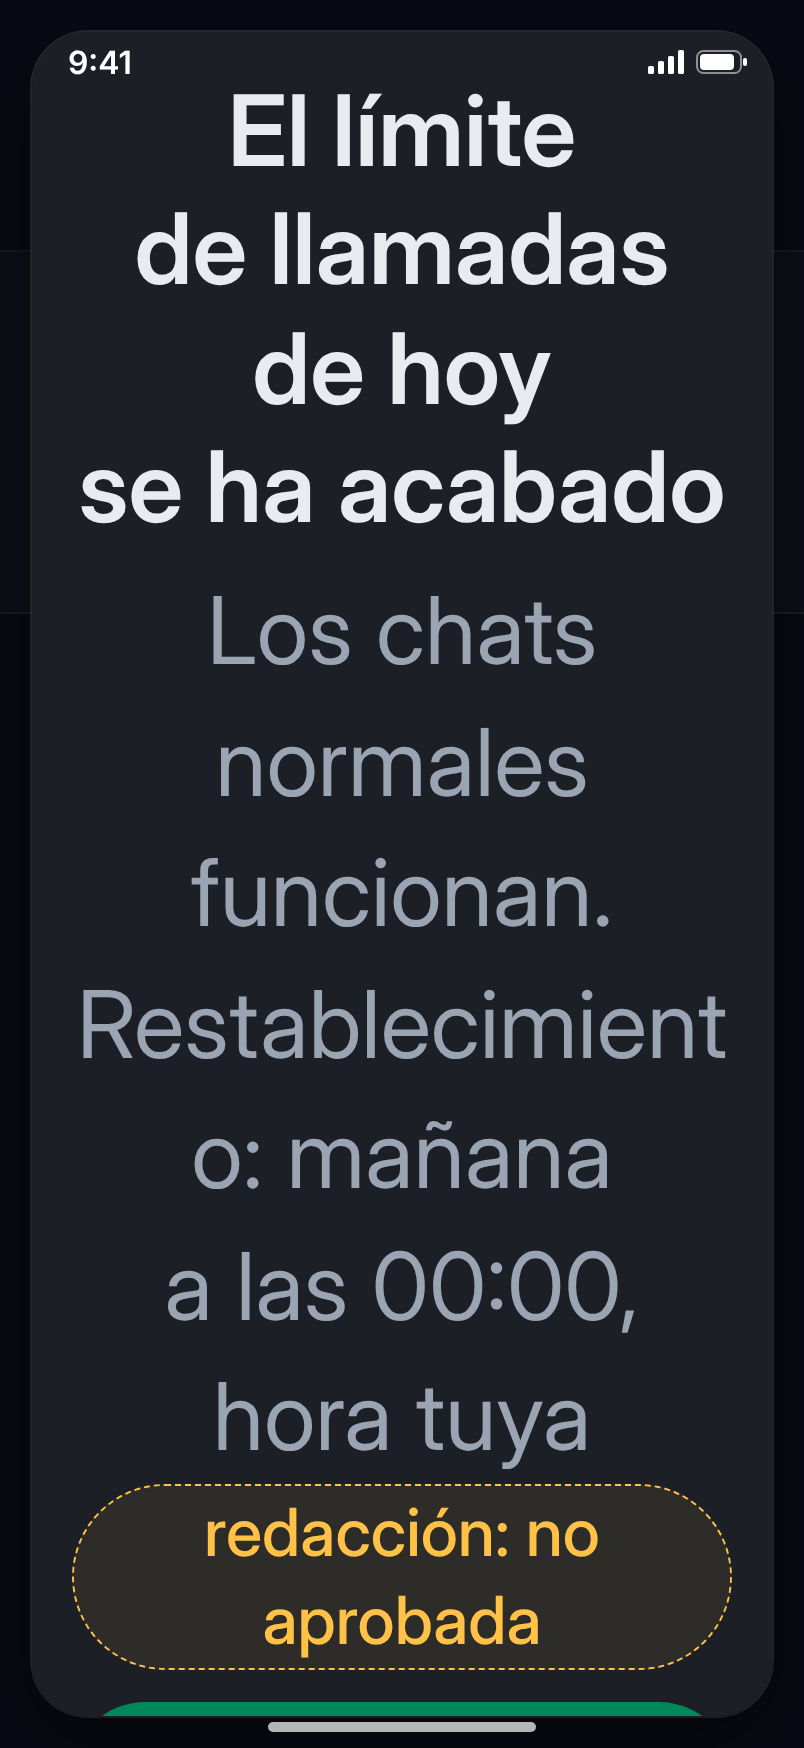 9:41
El límite
de llamadas
de hoy
se ha acabado
Los chats
normales
funcionan.
Restablecimient
o: mañana
a las 00:00,
hora tuya
redacción: no
aprobada